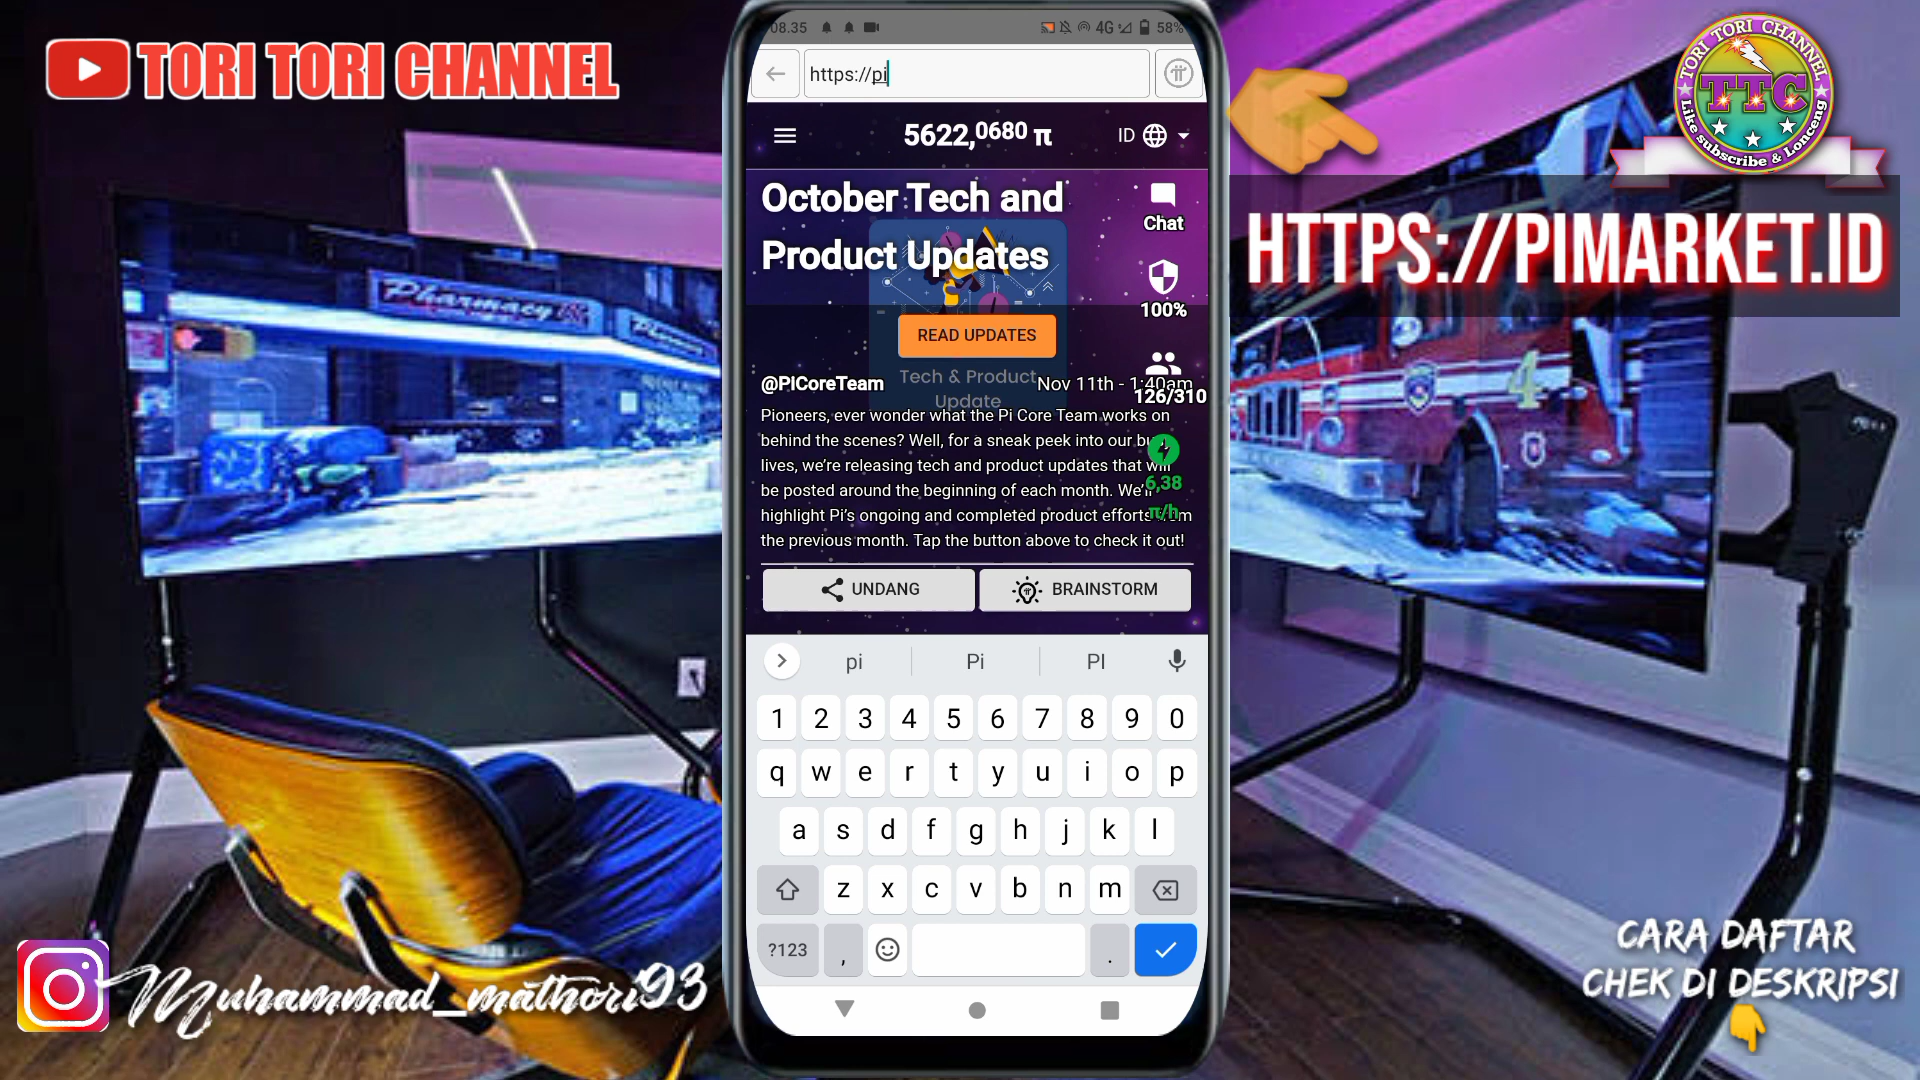 TORI TORI CHANNEL
TORI TORI CHANNEL
TTC
Like subscribe & Lonceng
HTTPS://PIMARKET.ID
08.35
4G
58%
https://pi
5622,0680 π
ID
October Tech and
Product Updates
Chat
100%
READ UPDATES
Tech & Product
Update
@PiCoreTeam
Nov 11th - 1:40am
126/310
Pioneers, ever wonder what the Pi Core Team works on
behind the scenes? Well, for a sneak peek into our
lives, we're releasing tech and product updates that will
be posted around the beginning of each month. We'll
highlight Pi's ongoing and completed product efforts
the previous month. Tap the button above to check it out!
6,38
π/h
UNDANG
BRAINSTORM
pi Pi PI
1 2 3 4 5 6 7 8 9 0
q w e r t y u i o p
a s d f g h j k l
z x c v b n m
?123 , .
Pharmacy
4
Muhammad_mathori93
CARA DAFTAR
CHEK DI DESKRIPSI